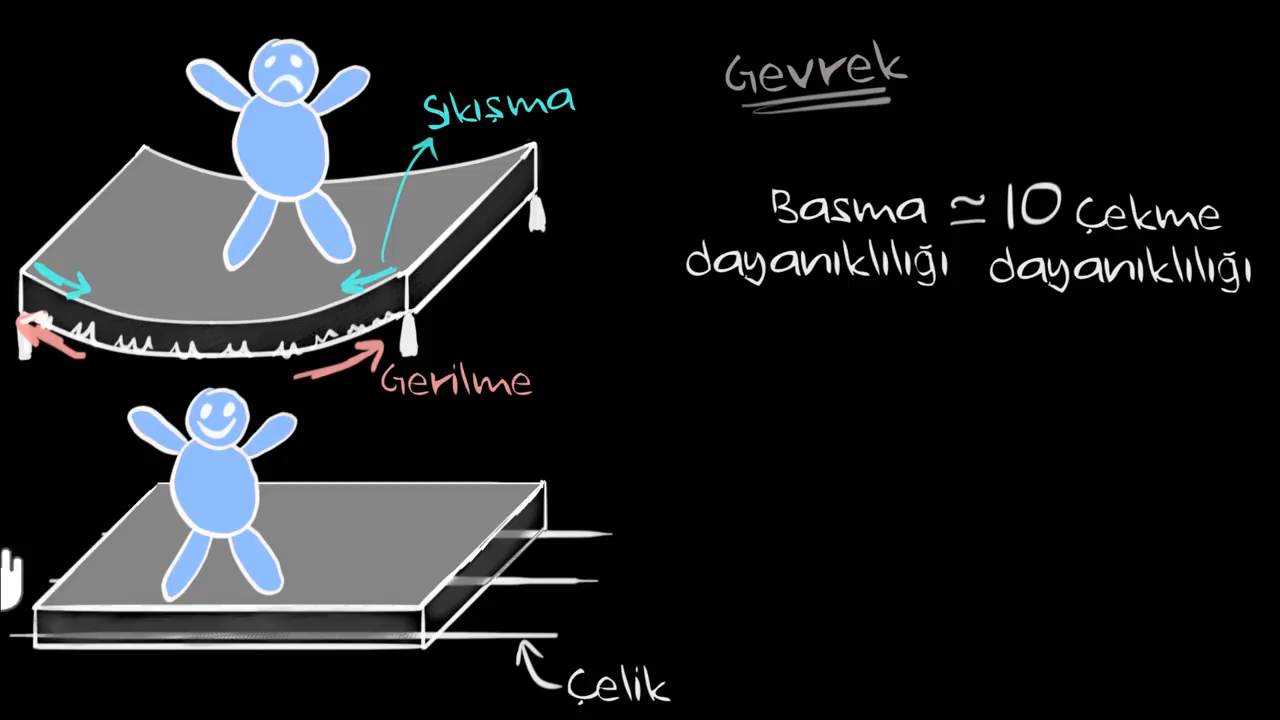 Gevrek
Sıkışma
Basma ≃ 10 Çekme
dayanıklılığı dayanıklılığı
Gerilme
Çelik